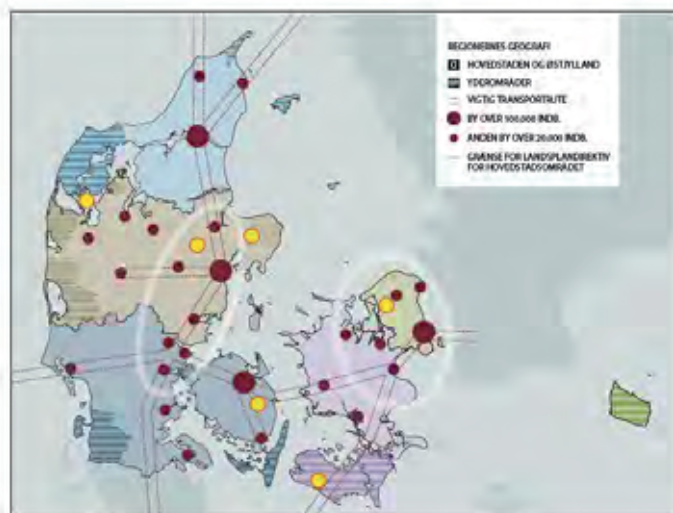 REGIONERNES GEOGRAFI
HOVEDSTADEN OG ØSTJYLLAND
YDEROMRÅDER
VIGTIG TRANSPORTRUTE
BY OVER 100.000 INDB.
ANDEN BY OVER 20.000 INDB.
GRÆNSE FOR LANDSPLANDIREKTIV
FOR HOVEDSTADSOMRÅDET